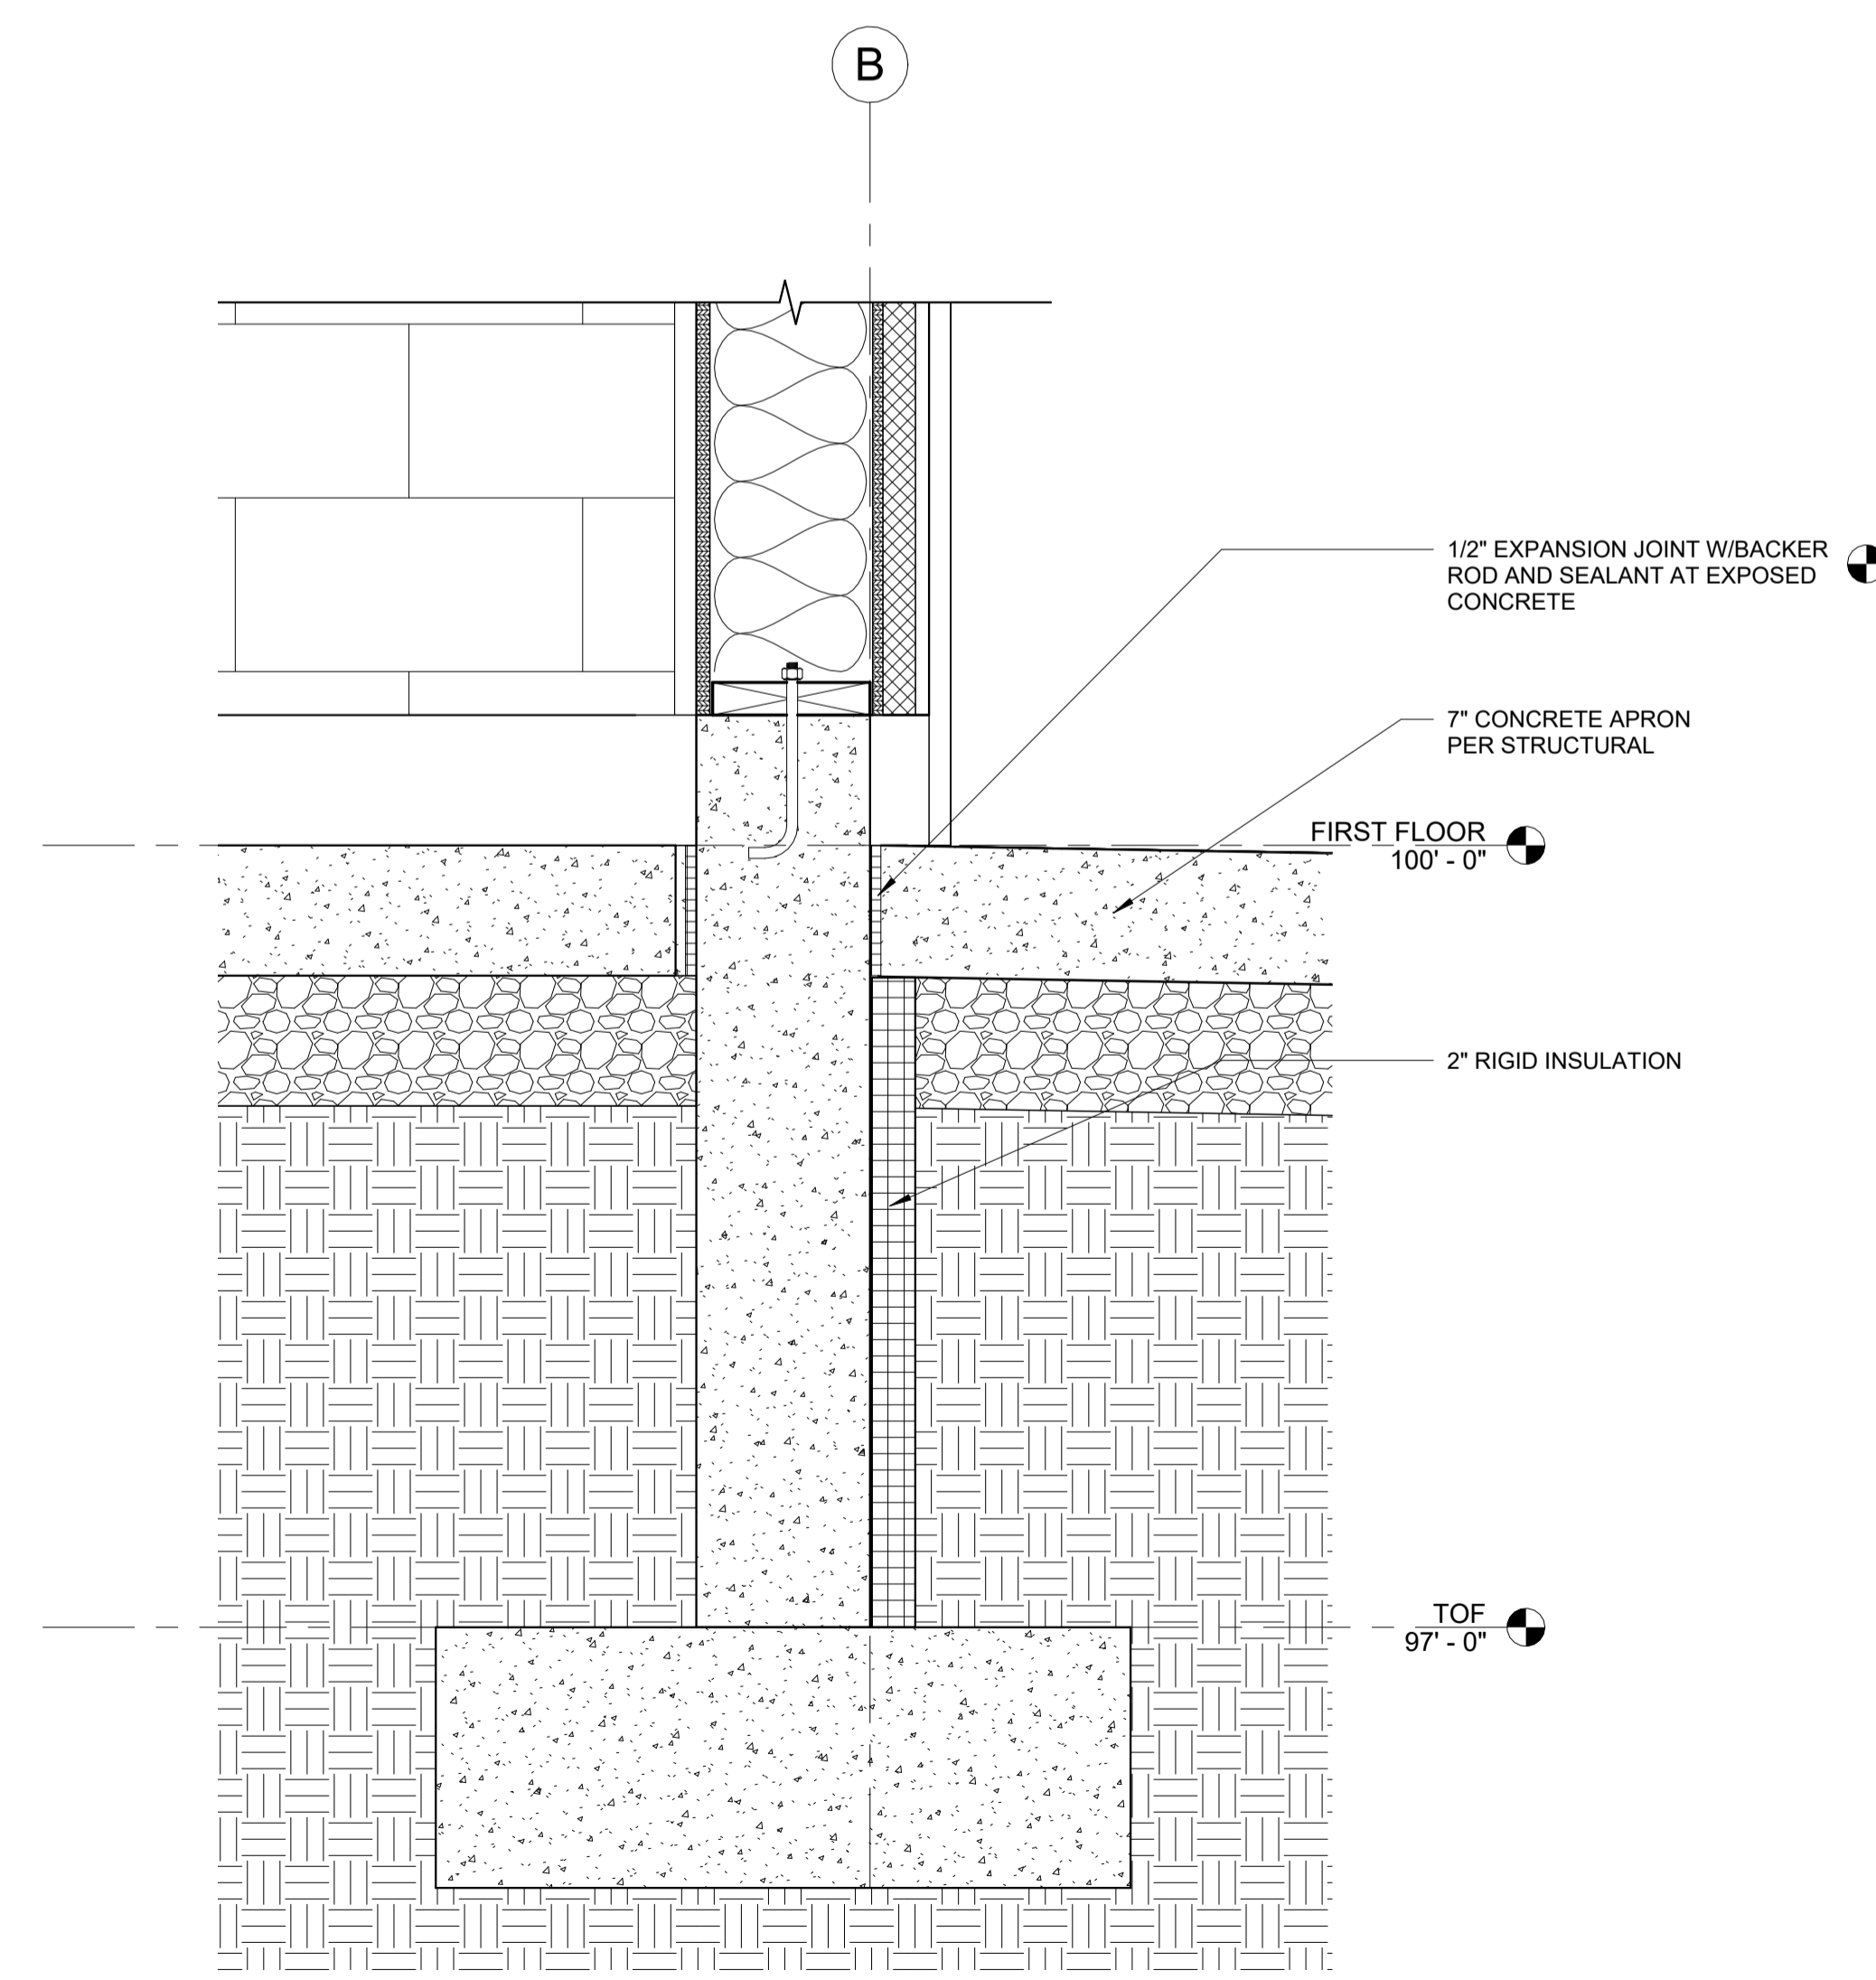 B
1/2" EXPANSION JOINT W/BACKER
ROD AND SEALANT AT EXPOSED
CONCRETE
7" CONCRETE APRON
PER STRUCTURAL
FIRST FLOOR
100' - 0"
2" RIGID INSULATION
TOF
97' - 0"